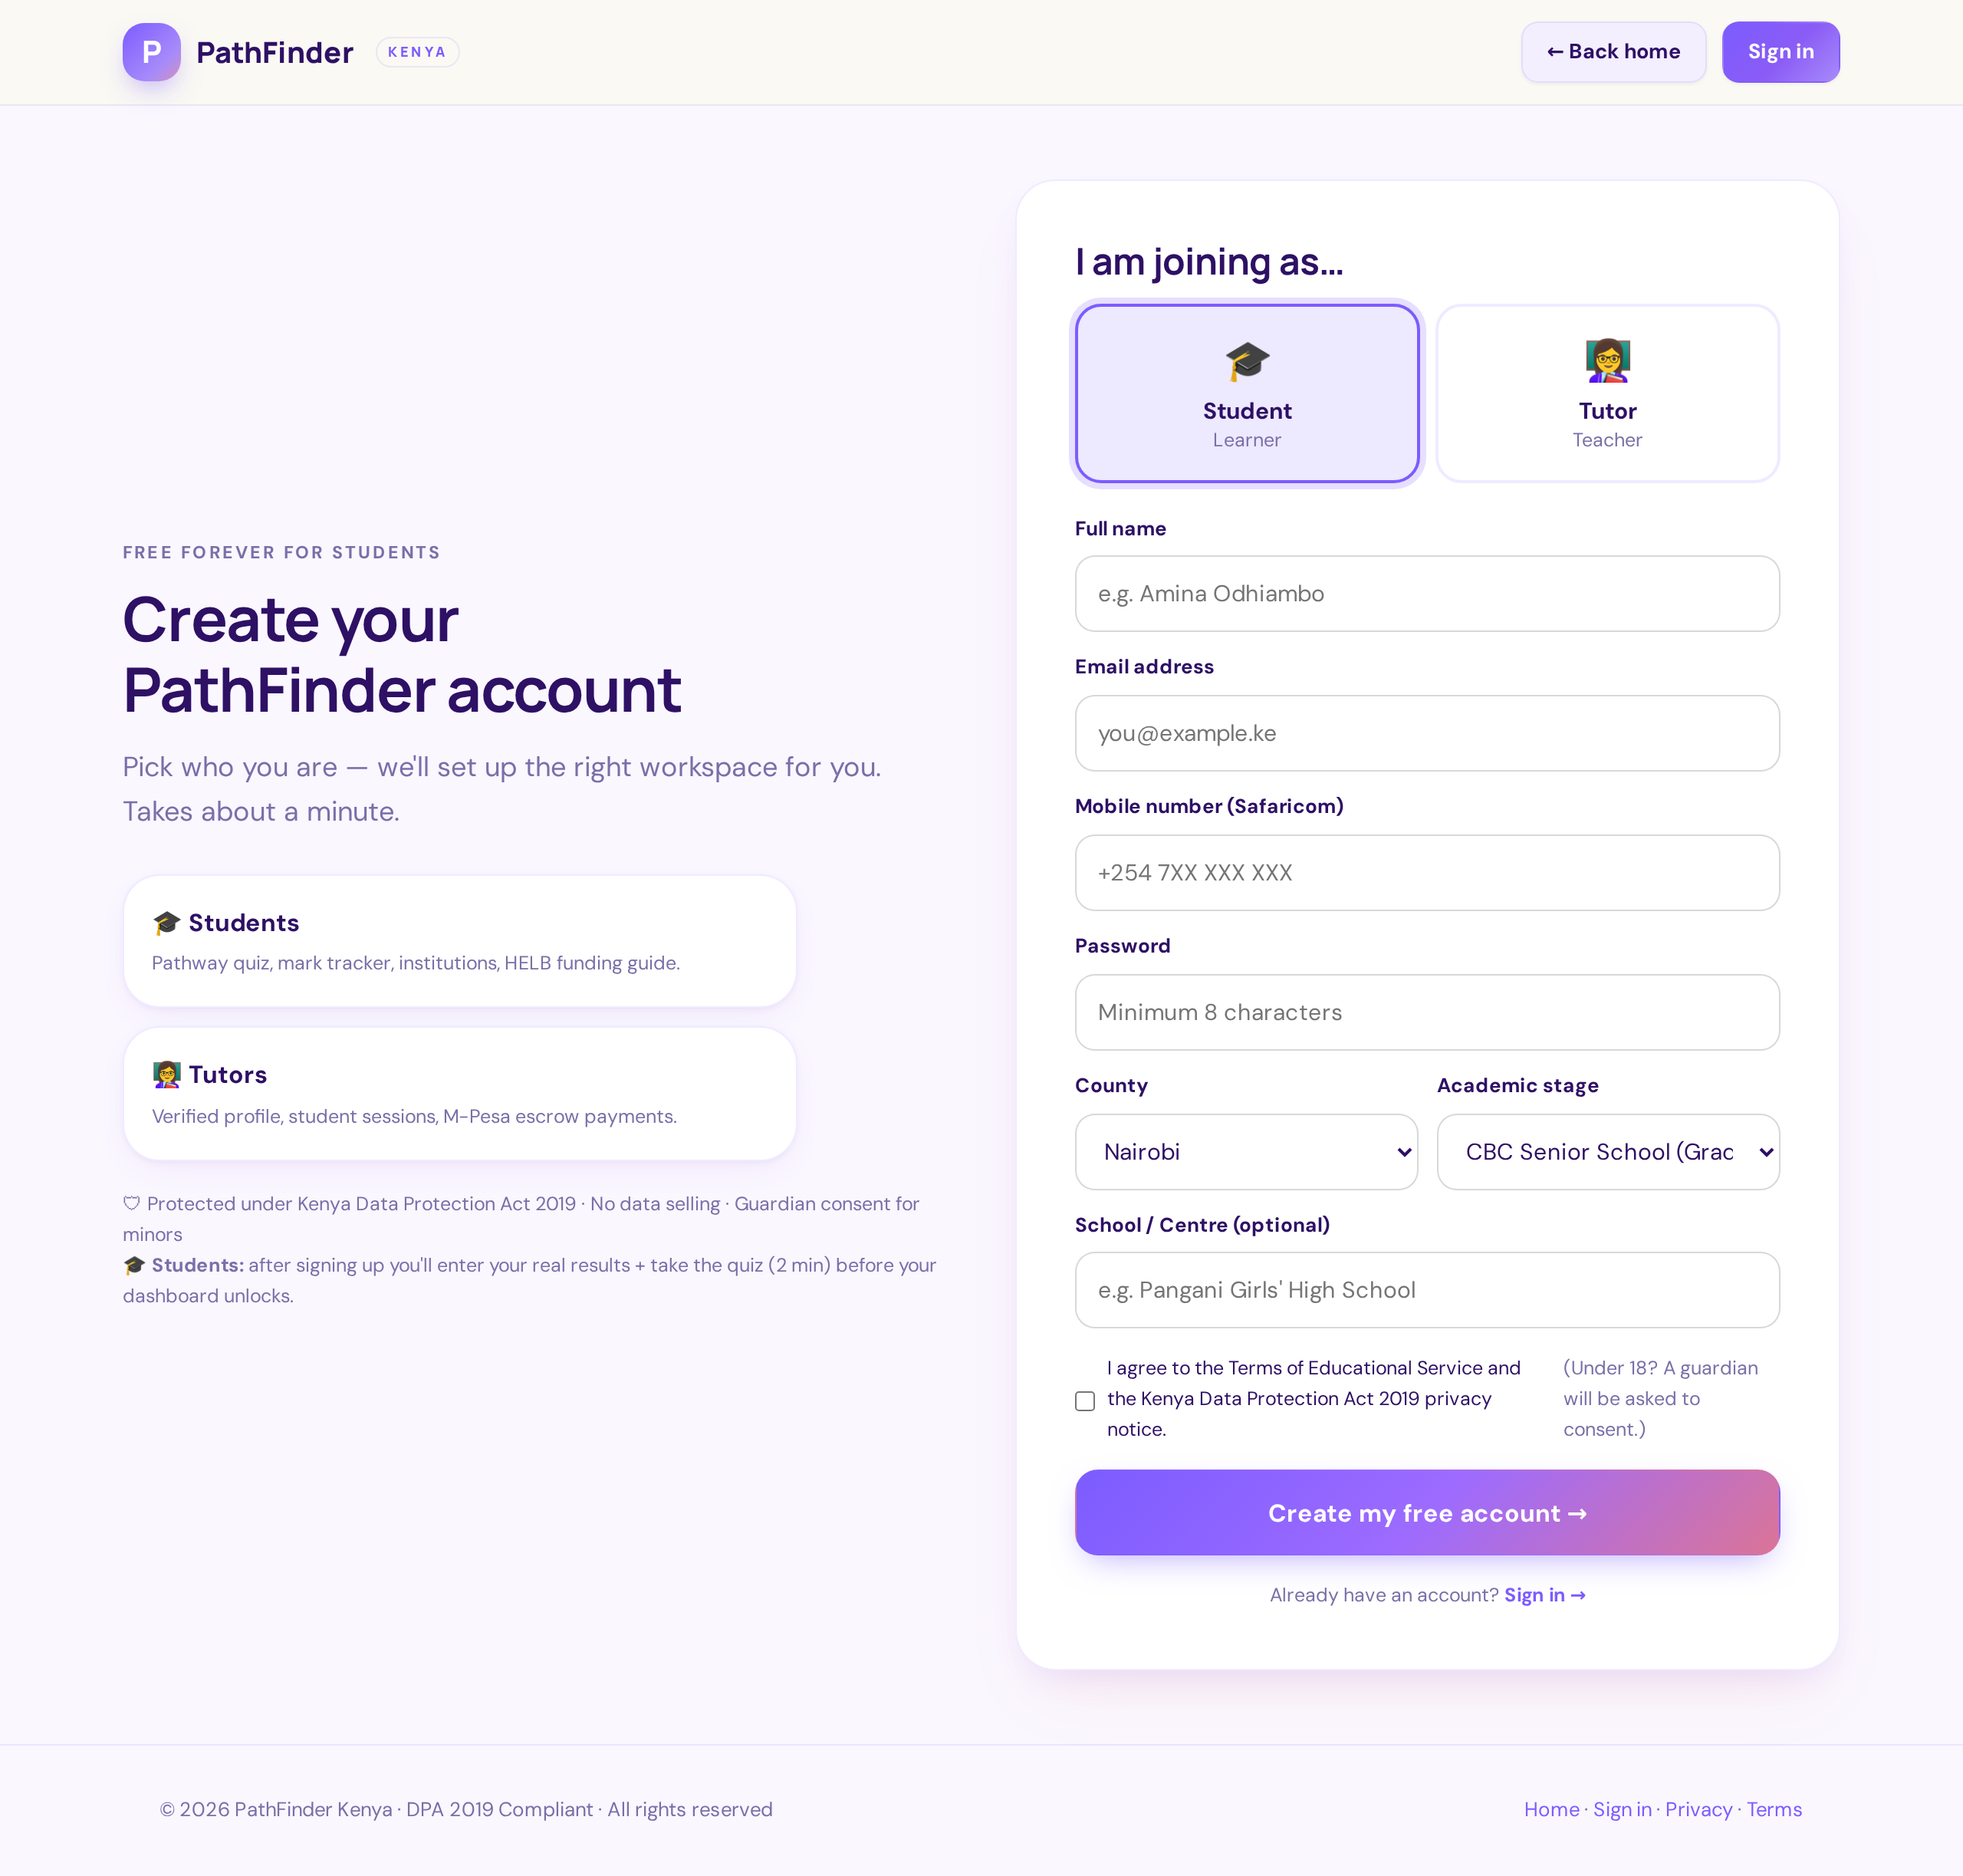 P PathFinder KENYA
← Back home
Sign in
FREE FOREVER FOR STUDENTS
Create your
PathFinder account
Pick who you are — we'll set up the right workspace for you.
Takes about a minute.
🎓 Students
Pathway quiz, mark tracker, institutions, HELB funding guide.
👩‍🏫 Tutors
Verified profile, student sessions, M-Pesa escrow payments.
🛡 Protected under Kenya Data Protection Act 2019 · No data selling · Guardian consent for
minors
🎓 Students: after signing up you'll enter your real results + take the quiz (2 min) before your
dashboard unlocks.
I am joining as...
Student
Learner
Tutor
Teacher
Full name
e.g. Amina Odhiambo
Email address
you@example.ke
Mobile number (Safaricom)
+254 7XX XXX XXX
Password
Minimum 8 characters
County
Nairobi
Academic stage
CBC Senior School (Grac
School / Centre (optional)
e.g. Pangani Girls' High School
I agree to the Terms of Educational Service and
the Kenya Data Protection Act 2019 privacy
notice.
(Under 18? A guardian
will be asked to
consent.)
Create my free account →
Already have an account? Sign in →
© 2026 PathFinder Kenya · DPA 2019 Compliant · All rights reserved
Home · Sign in · Privacy · Terms